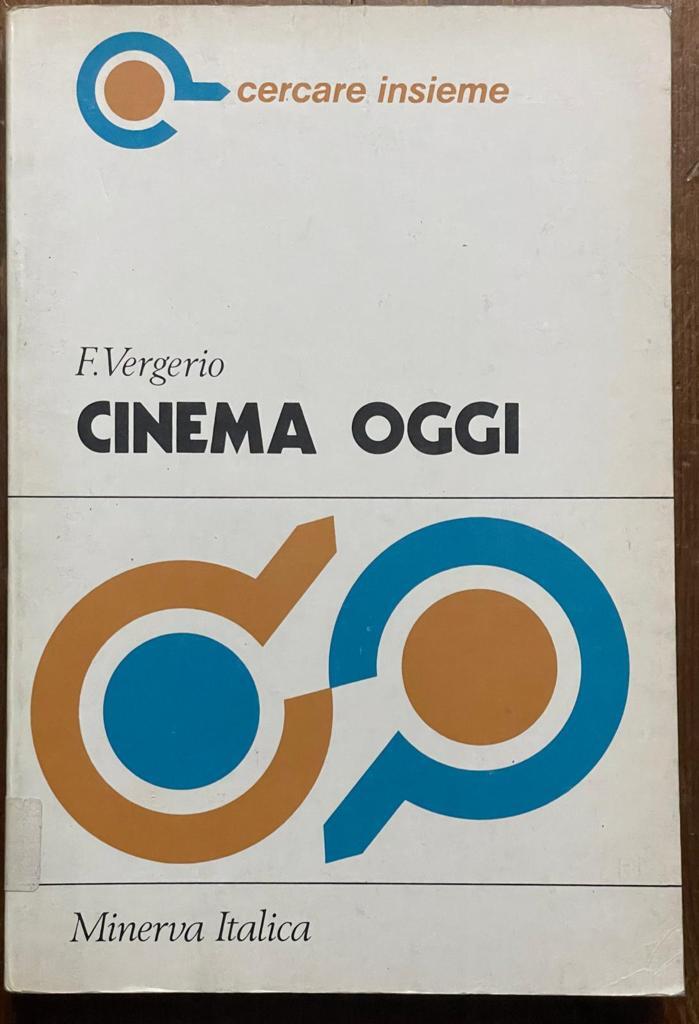 cercare insieme
F. Vergerio
CINEMA OGGI
Minerva Italica